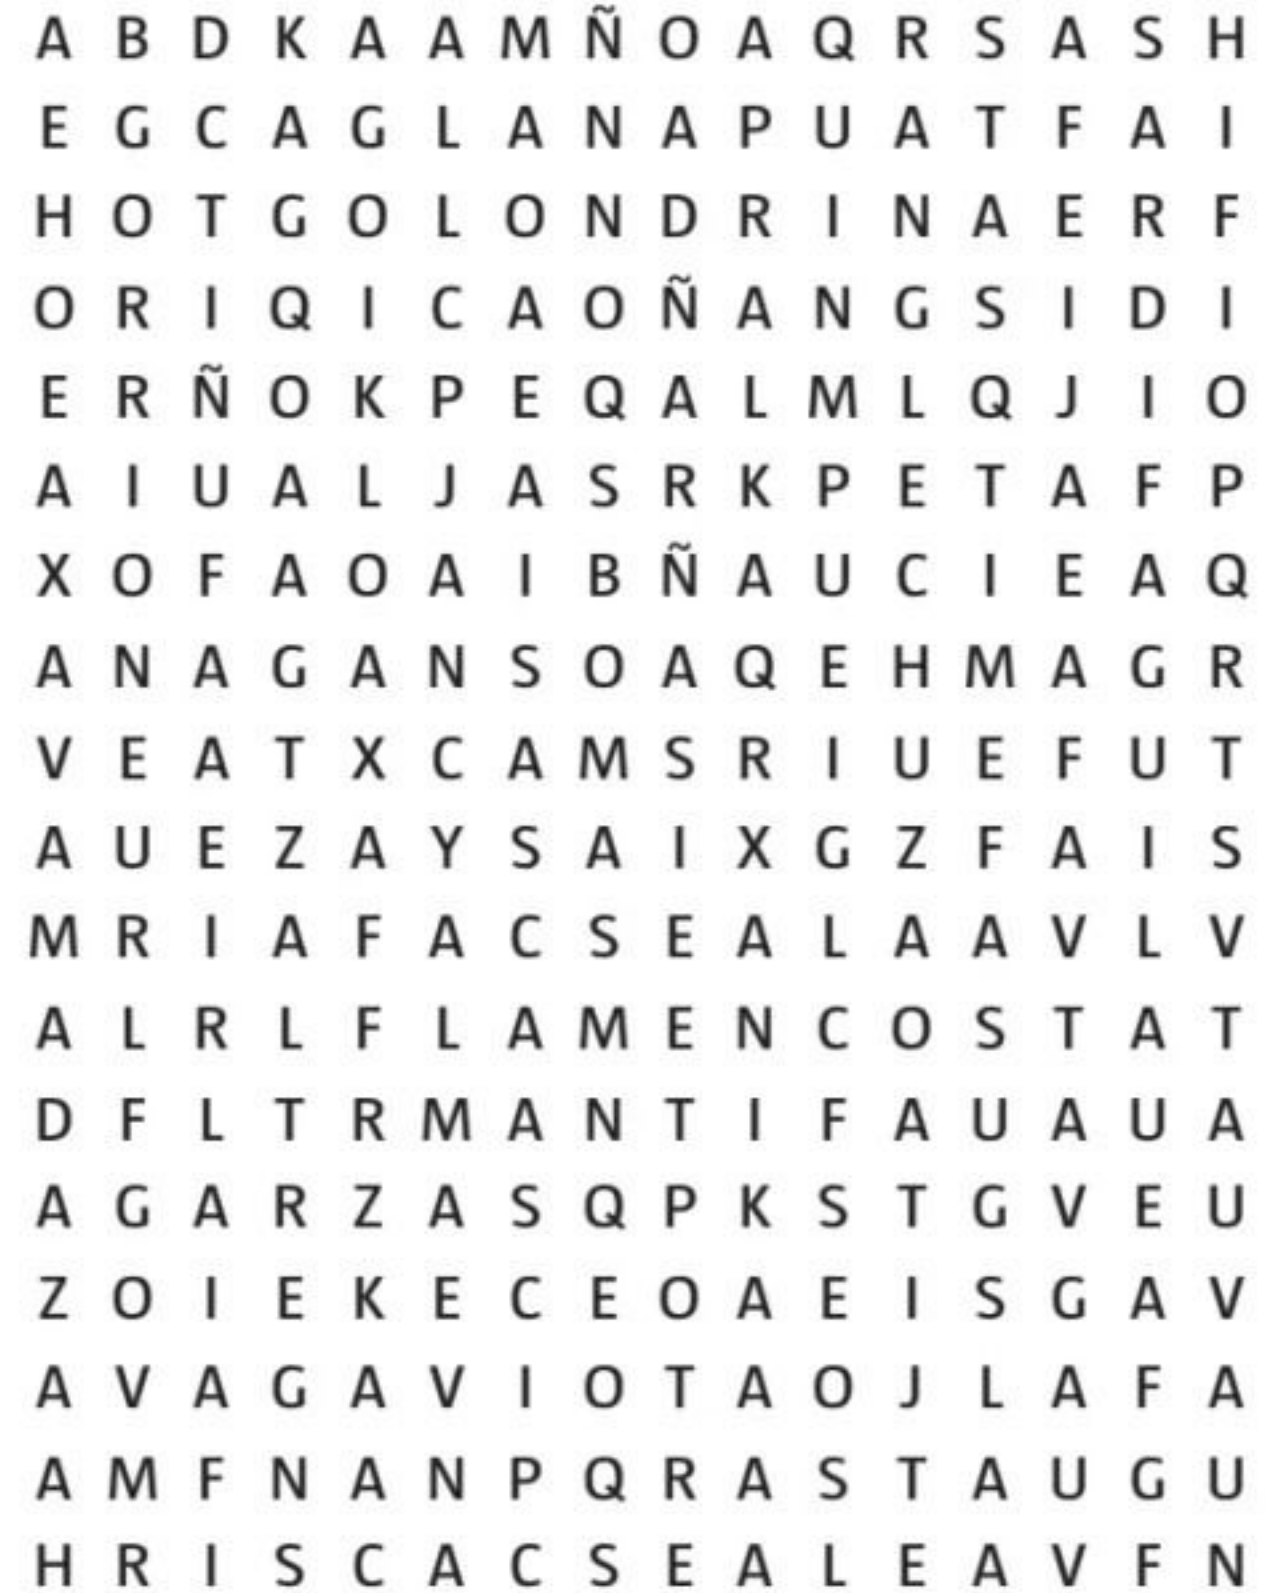 A B D K A A M Ñ O A Q R S A S H
E G C A G L A N A P U A T F A I
H O T G O L O N D R I N A E R F
O R I Q I C A O Ñ A N G S I D I
E R Ñ O K P E Q A L M L Q J I O
A I U A L J A S R K P E T A F P
X O F A O A I B Ñ A U C I E A Q
A N A G A N S O A Q E H M A G R
V E A T X C A M S R I U E F U T
A U E Z A Y S A I X G Z F A I S
M R I A F A C S E A L A A V L V
A L R L F L A M E N C O S T A T
D F L T R M A N T I F A U A U A
A G A R Z A S Q P K S T G V E U
Z O I E K E C E O A E I S G A V
A V A G A V I O T A O J L A F A
A M F N A N P Q R A S T A U G U
H R I S C A C S E A L E A V F N